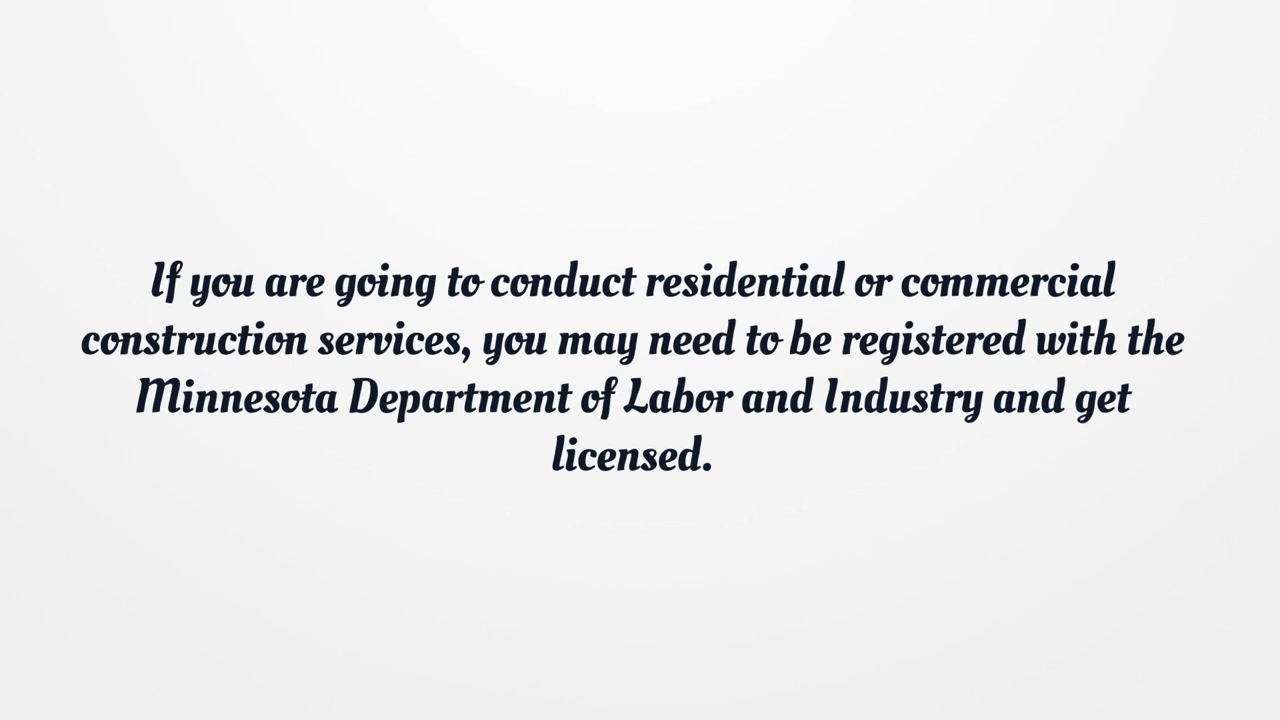 If you are going to conduct residential or commercial
construction services, you may need to be registered with the
Minnesota Department of Labor and Industry and get
licensed.